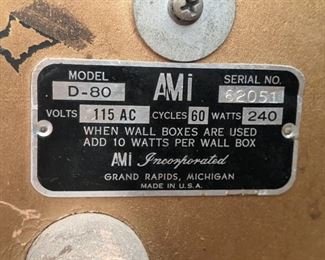 MODEL AMi SERIAL NO.
D-80 62051
VOLTS 115 AC CYCLES 60 WATTS 240
WHEN WALL BOXES ARE USED
ADD 10 WATTS PER WALL BOX
AMi Incorporated
GRAND RAPIDS, MICHIGAN
MADE IN U.S.A.